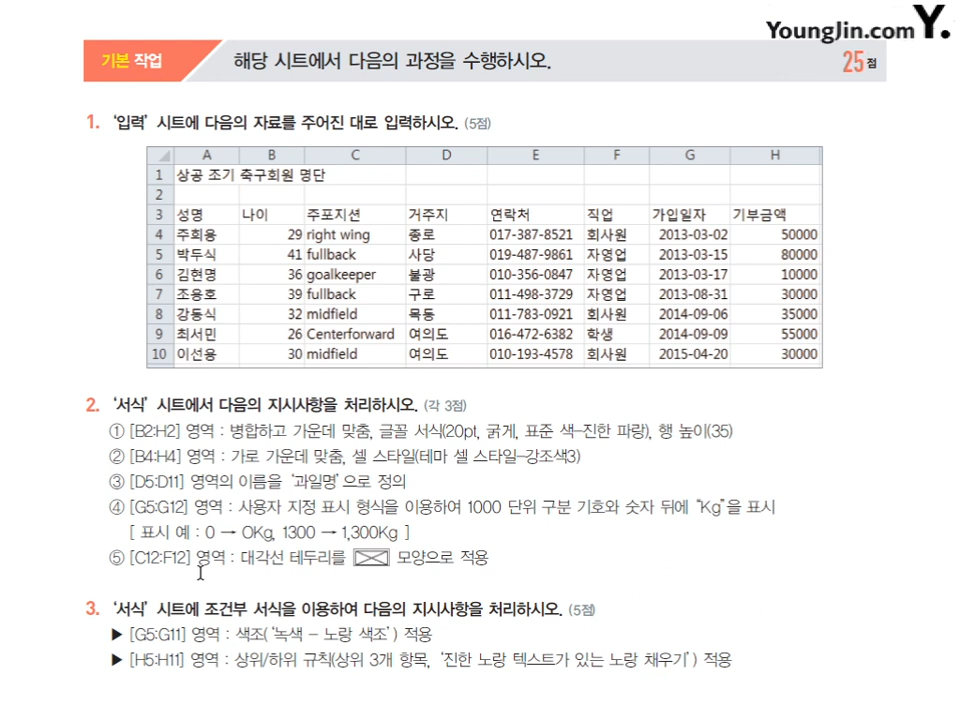 YoungJin.com Y.
기본 작업 해당 시트에서 다음의 과정을 수행하시오. 25점
1. ‘입력’ 시트에 다음의 자료를 주어진 대로 입력하시오. (5점)
A B C D E F G H
1 상공 조기 축구회원 명단
2
3 성명 나이 주포지션 거주지 연락처 직업 가입일자 기부금액
4 주희웅 29 right wing 종로 017-387-8521 회사원 2013-03-02 50000
5 박두식 41 fullback 사당 019-487-9861 자영업 2013-03-15 80000
6 김현명 36 goalkeeper 불광 010-356-0847 자영업 2013-03-17 10000
7 조용호 39 fullback 구로 011-498-3729 자영업 2013-08-31 30000
8 강동식 32 midfield 목동 011-783-0921 회사원 2014-09-06 35000
9 최서민 26 Centerforward 여의도 016-472-6382 학생 2014-09-09 55000
10 이선용 30 midfield 여의도 010-193-4578 회사원 2015-04-20 30000
2. ‘서식’ 시트에서 다음의 지시사항을 처리하시오. (각 3점)
① [B2:H2] 영역 : 병합하고 가운데 맞춤, 글꼴 서식(20pt, 굵게, 표준 색-진한 파랑), 행 높이(35)
② [B4:H4] 영역 : 가로 가운데 맞춤, 셀 스타일(테마 셀 스타일-강조색3)
③ [D5:D11] 영역의 이름을 ‘과일명’으로 정의
④ [G5:G12] 영역 : 사용자 지정 표시 형식을 이용하여 1000 단위 구분 기호와 숫자 뒤에 “Kg”을 표시
[ 표시 예 : 0 → 0Kg, 1300 → 1,300Kg ]
⑤ [C12:F12] 영역 : 대각선 테두리를 모양으로 적용
3. ‘서식’ 시트에 조건부 서식을 이용하여 다음의 지시사항을 처리하시오. (5점)
▶ [G5:G11] 영역 : 색조(‘녹색 - 노랑 색조’) 적용
▶ [H5:H11] 영역 : 상위/하위 규칙(상위 3개 항목, ‘진한 노랑 텍스트가 있는 노랑 채우기’) 적용